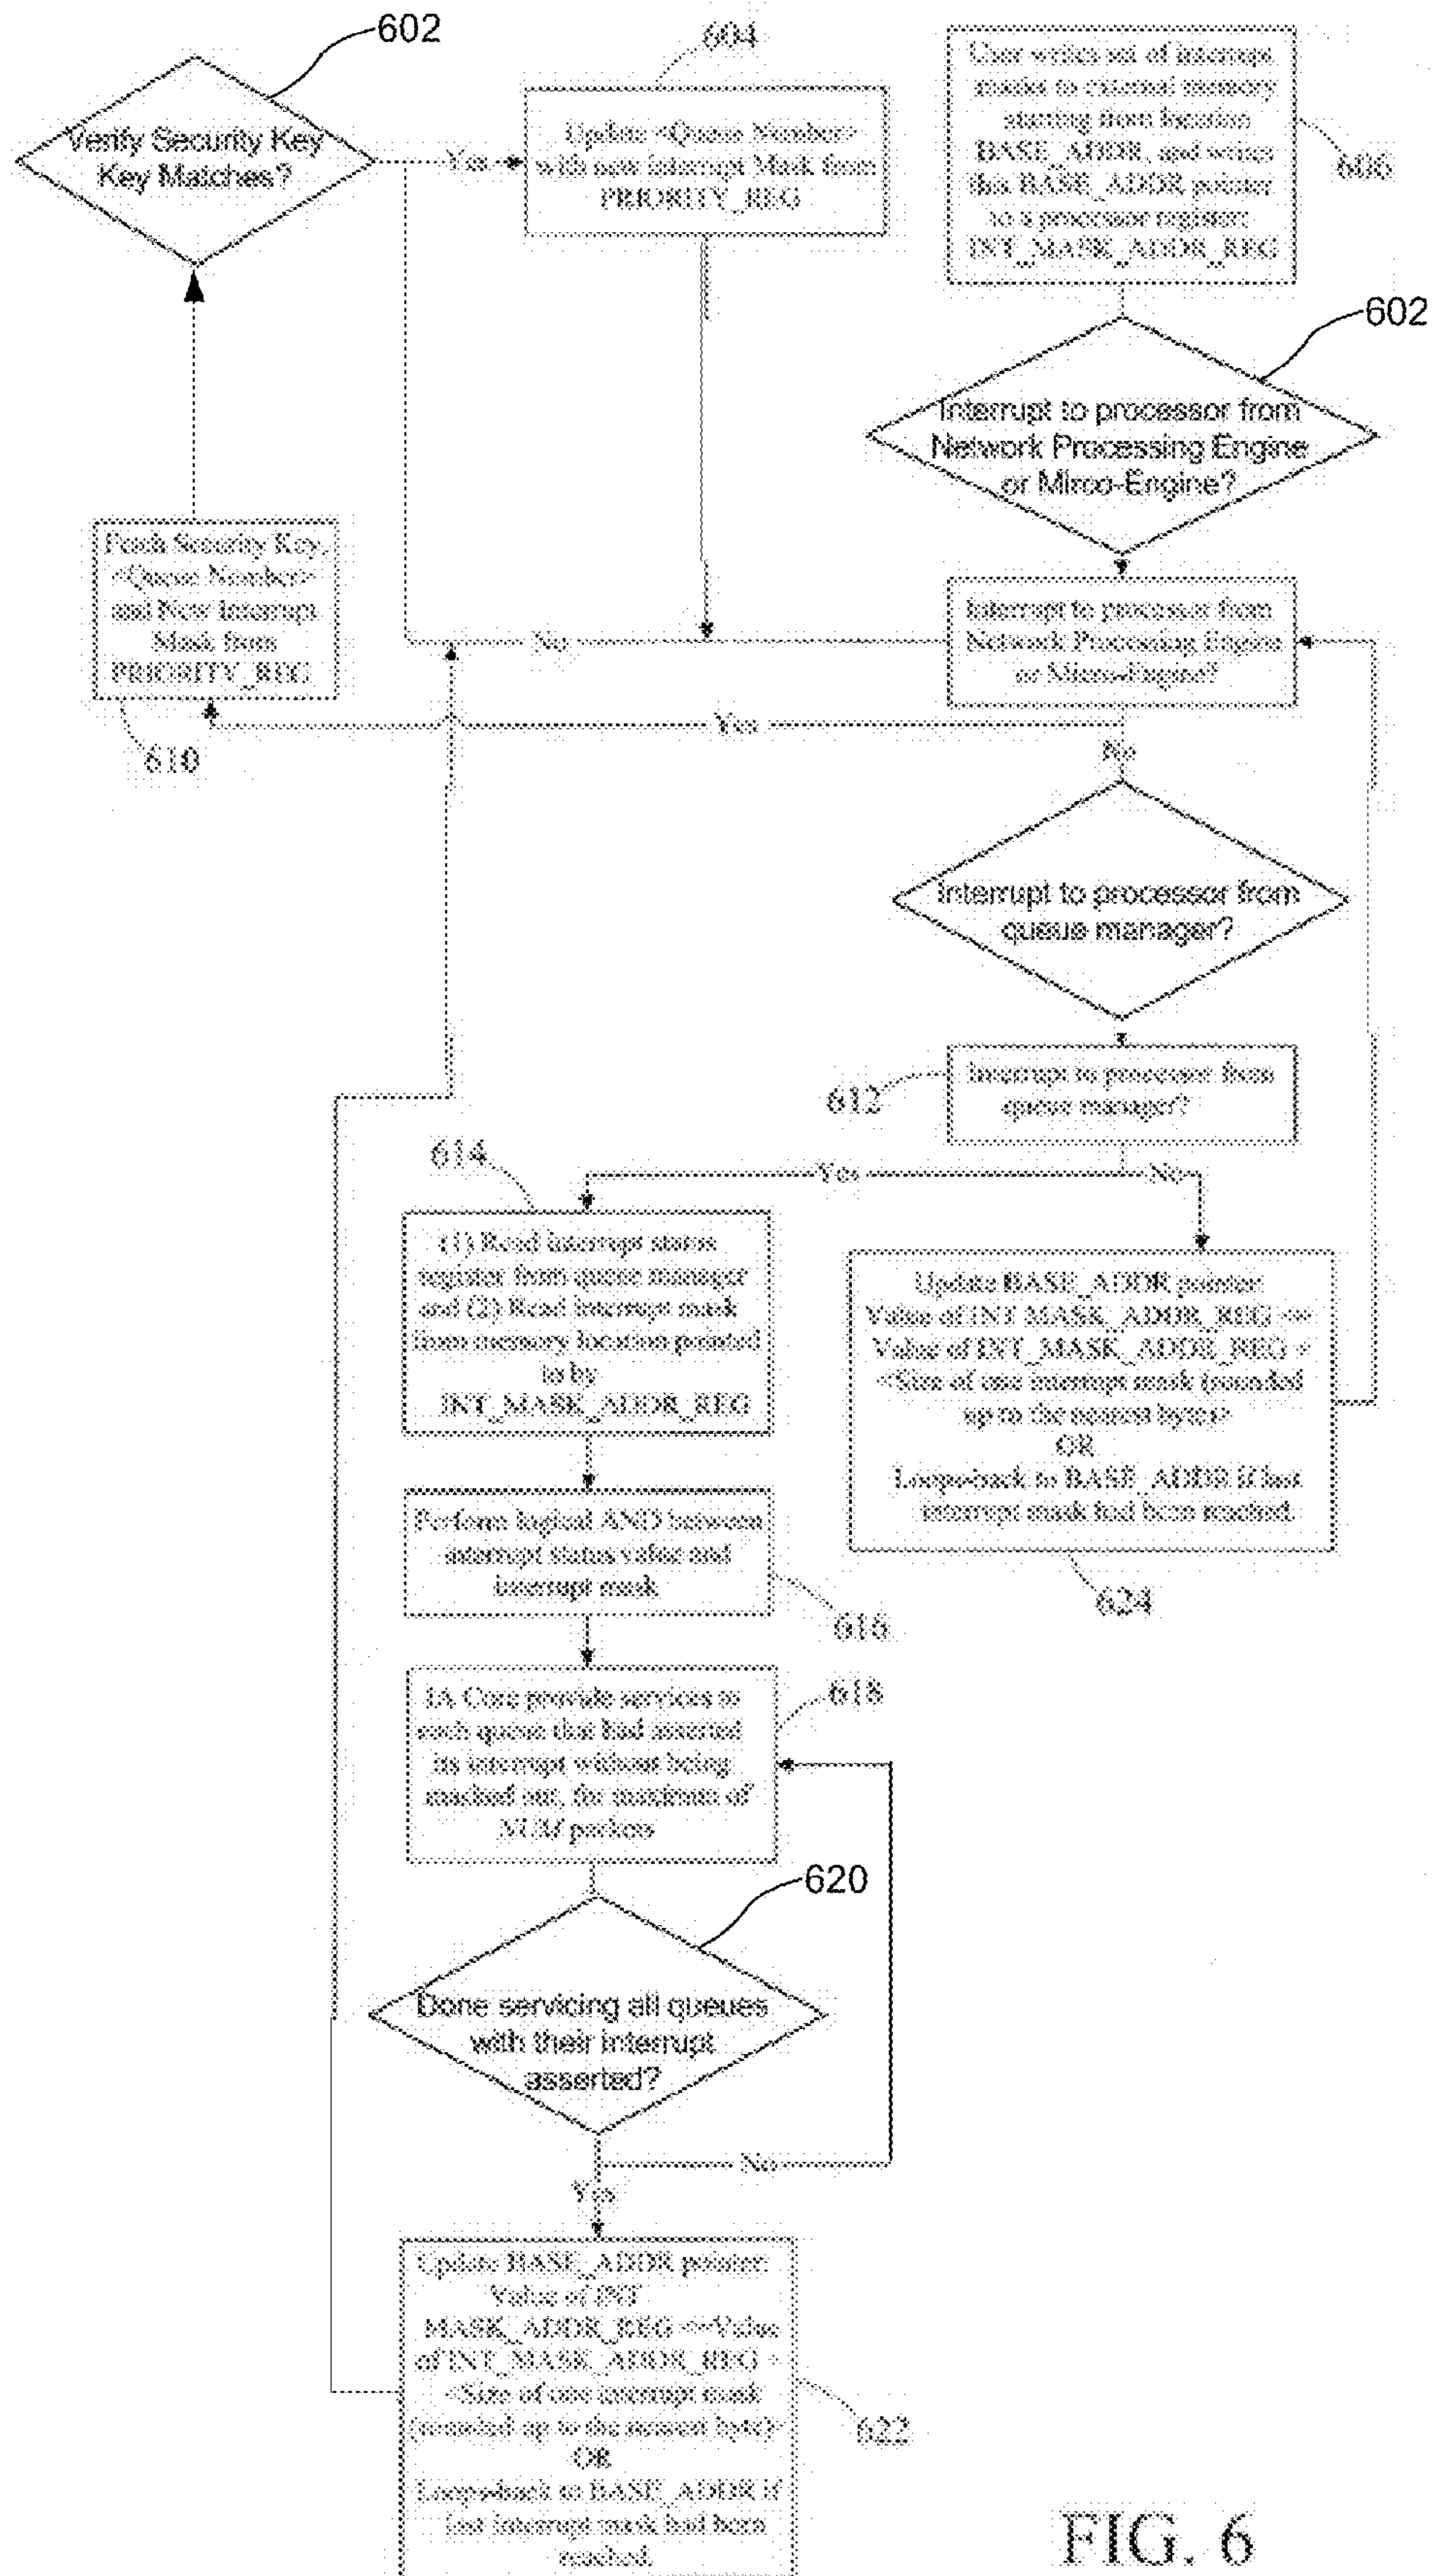 602
Verify Security Key
Key Matches?
Yes
604
Update <Queue Number>
with new interrupt Mask from
PRIORITY_REG
User writes set of interrupt
masks to external memory
starting from location
BASE_ADDR, and writes
this BASE_ADDR pointer
to a processor register:
INT_MASK_ADDR_REG
606
602
Interrupt to processor from
Network Processing Engine
or Mirco-Engine?
Fetch Security Key,
<Queue Number>
and New Interrupt
Mask from
PRIORITY_REG
610
No
Interrupt to processor from
Network Processing Engine
or Micro-Engine?
Yes
No
Interrupt to processor from
queue manager?
612
Interrupt to processor from
queue manager?
Yes
No
614
(1) Read interrupt status
register from queue manager
and (2) Read interrupt mask
from memory location pointed
to by
INT_MASK_ADDR_REG
Update BASE_ADDR pointer:
Value of INT MASK_ADDR_REG <=
Value of INT_MASK_ADDR_REG +
<Size of one interrupt mask (rounded
up to the nearest byte)>
OR
Loops-back to BASE_ADDR if last
interrupt mask had been reached.
624
Perform logical AND between
interrupt status value and
interrupt mask
616
IA Core provide services to
each queue that had asserted
its interrupt without being
masked out, for maximum of
NUM packets
618
620
Done servicing all queues
with their interrupt
asserted?
No
Yes
Update BASE_ADDR pointer:
Value of INT
MASK_ADDR_REG <=Value
of INT_MASK_ADDR_REG +
<Size of one interrupt mask
(rounded up to the nearest byte)>
OR
Loops-back to BASE_ADDR if
last interrupt mask had been
reached.
622
FIG. 6